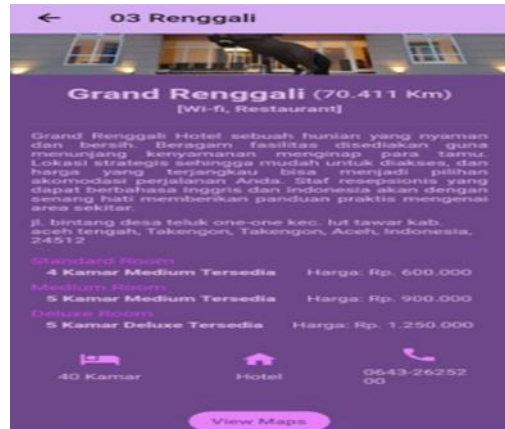 03 Renggali
Grand Renggali (70.411 Km)
[Wi-fi, Restaurant]
Grand Renggali Hotel sebuah hunian yang nyaman
dan bersih. Beragam fasilitas disediakan guna
menunjang kenyamanan menginap para tamu.
Lokasi strategis sehingga mudah untuk diakses, dan
harga yang terjangkau bisa menjadi pilihan
akomodasi perjalanan Anda. Staf resepsionis yang
dapat berbahasa Inggris dan Indonesia akan dengan
senang hati memberikan panduan praktis mengenai
area sekitar.
jl. bintang desa teluk one-one kec. lut tawar kab.
aceh tengah, Takengon, Takengon, Aceh, Indonesia,
24512
Standard Room
4 Kamar Medium Tersedia Harga: Rp. 600.000
Medium Room
5 Kamar Medium Tersedia Harga: Rp. 900.000
Deluxe Room
5 Kamar Deluxe Tersedia Harga: Rp. 1.250.000
40 Kamar Hotel 0643-26252
00
View Maps